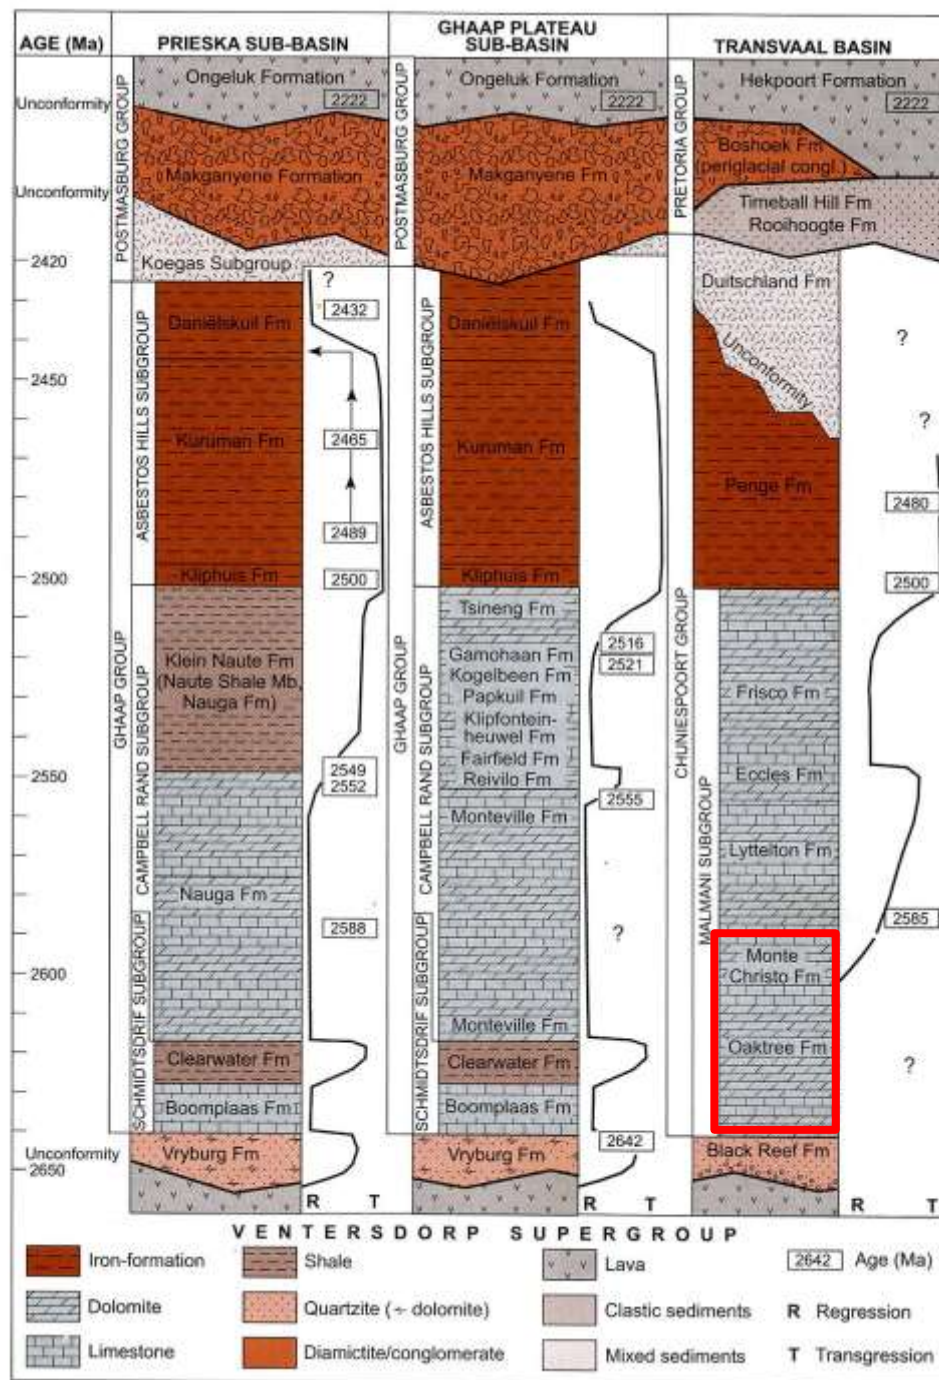 AGE (Ma)
PRIESKA SUB-BASIN
GHAAP PLATEAU
SUB-BASIN
TRANSVAAL BASIN
Unconformity
Unconformity
2420
2450
2500
2550
2600
Unconformity
2650
POSTMASBURG GROUP
GHAAP GROUP
ASBESTOS HILLS SUBGROUP
CAMPBELL RAND SUBGROUP
SCHMIDTSDRIF SUBGROUP
Ongeluk Formation
2222
Makganyene Formation
Koegas Subgroup
?
2432
Daniëlskuil Fm
Kuruman Fm
2465
2489
Kliphuis Fm
2500
Klein Naute Fm
(Naute Shale Mb,
Nauga Fm)
2549
2552
Nauga Fm
2588
Clearwater Fm
Boomplaas Fm
Vryburg Fm
R T
POSTMASBURG GROUP
GHAAP GROUP
ASBESTOS HILLS SUBGROUP
CAMPBELL RAND SUBGROUP
SCHMIDTSDRIF SUBGROUP
Ongeluk Formation
2222
Makganyene Fm
Daniëlskuil Fm
Kuruman Fm
Kliphuis Fm
Tsineng Fm
2516
Gamohaan Fm
2521
Kogelbeen Fm
Papkuil Fm
Klipfontein-
heuwel Fm
Fairfield Fm
Reivilo Fm
2555
Monteville Fm
?
Monteville Fm
Clearwater Fm
Boomplaas Fm
2642
Vryburg Fm
R T
PRETORIA GROUP
CHUNIESPOORT GROUP
MALMANI SUBGROUP
Hekpoort Formation
2222
Boshoek Fm
(periglacial congl.)
Timeball Hill Fm
Rooihoogte Fm
Duitschland Fm
?
Unconformity
?
Penge Fm
2480
2500
Frisco Fm
Eccles Fm
Lyttelton Fm
2585
Monte
Christo Fm
Oaktree Fm
?
Black Reef Fm
R T
VENTERSDORP SUPERGROUP
Iron-formation
Shale
Lava
2642 Age (Ma)
Dolomite
Quartzite (± dolomite)
Clastic sediments
R Regression
Limestone
Diamictite/conglomerate
Mixed sediments
T Transgression